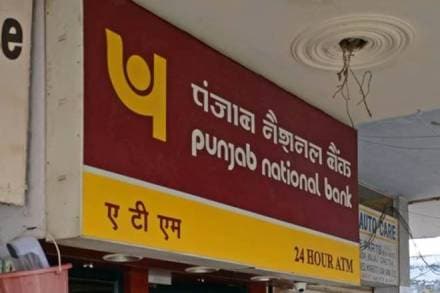 e
पंजाब नैशनल बैंक
punjab national bank
ए टी एम
24 HOUR ATM
AUTO CARE